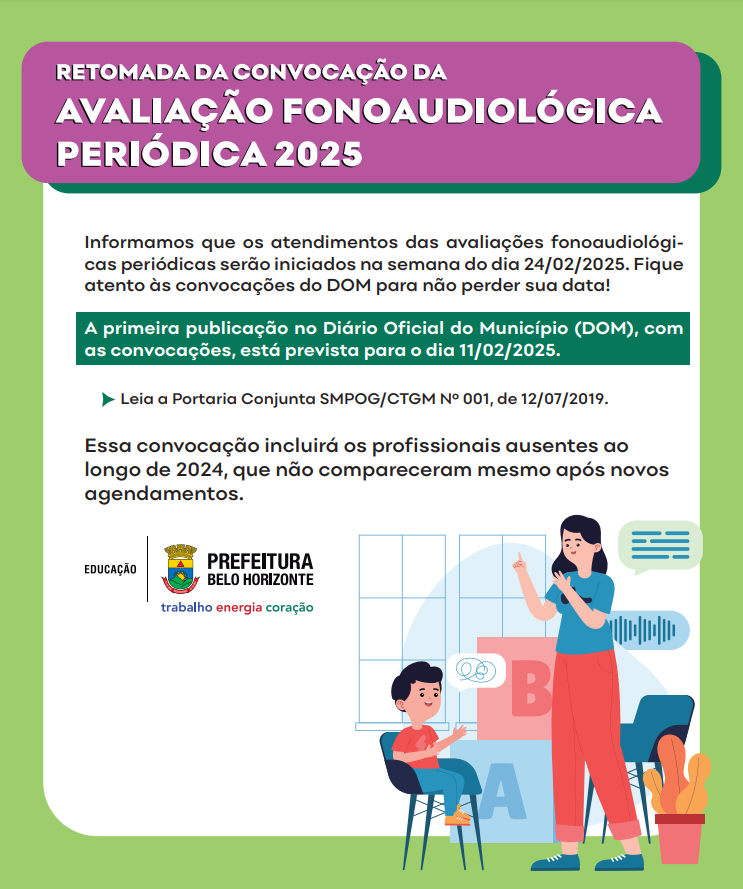 RETOMADA DA CONVOCAÇÃO DA
AVALIAÇÃO FONOAUDIOLÓGICA
PERIÓDICA 2025
Informamos que os atendimentos das avaliações fonoaudiológi-
cas periódicas serão iniciados na semana do dia 24/02/2025. Fique
atento às convocações do DOM para não perder sua data!
A primeira publicação no Diário Oficial do Município (DOM), com
as convocações, está prevista para o dia 11/02/2025.
Leia a Portaria Conjunta SMPOG/CTGM Nº 001, de 12/07/2019.
Essa convocação incluirá os profissionais ausentes ao
longo de 2024, que não compareceram mesmo após novos
agendamentos.
EDUCAÇÃO
PREFEITURA
BELO HORIZONTE
trabalho energia coração
B
A